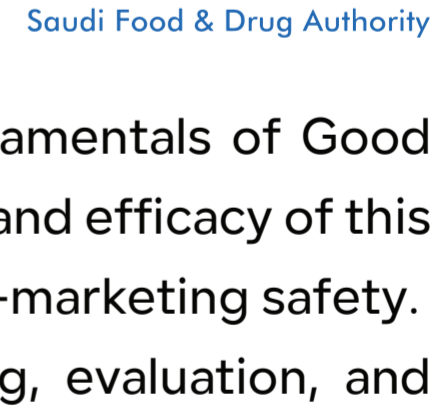 Saudi Food & Drug Authority
amentals of Good
and efficacy of this
-marketing safety.
g, evaluation, and